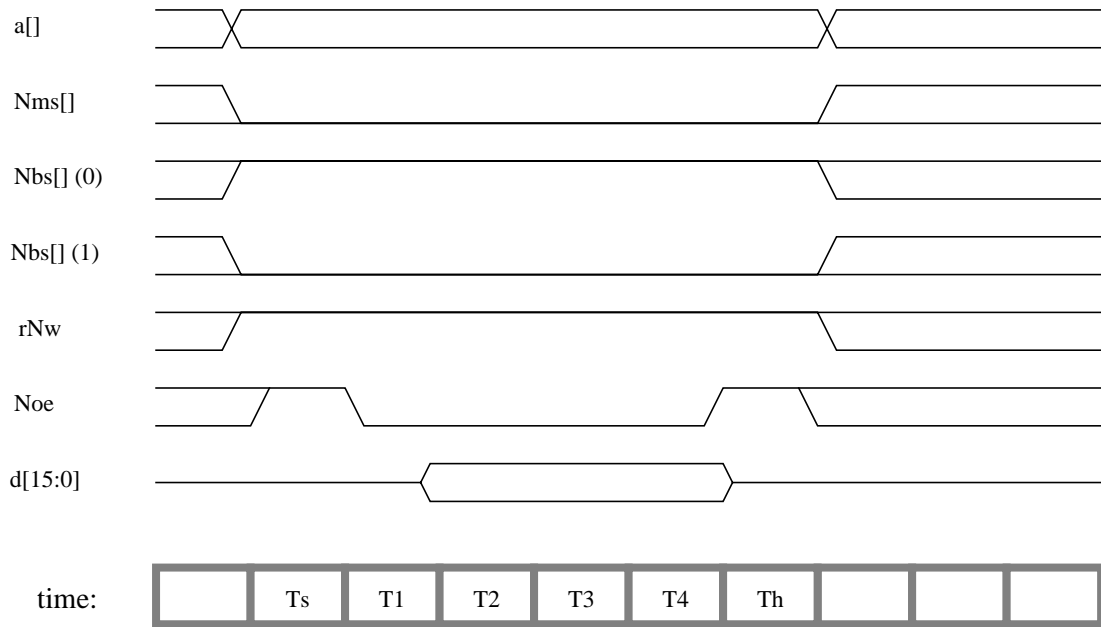 a[]
Nms[]
Nbs[] (0)
Nbs[] (1)
rNw
Noe
d[15:0]
time: Ts T1 T2 T3 T4 Th